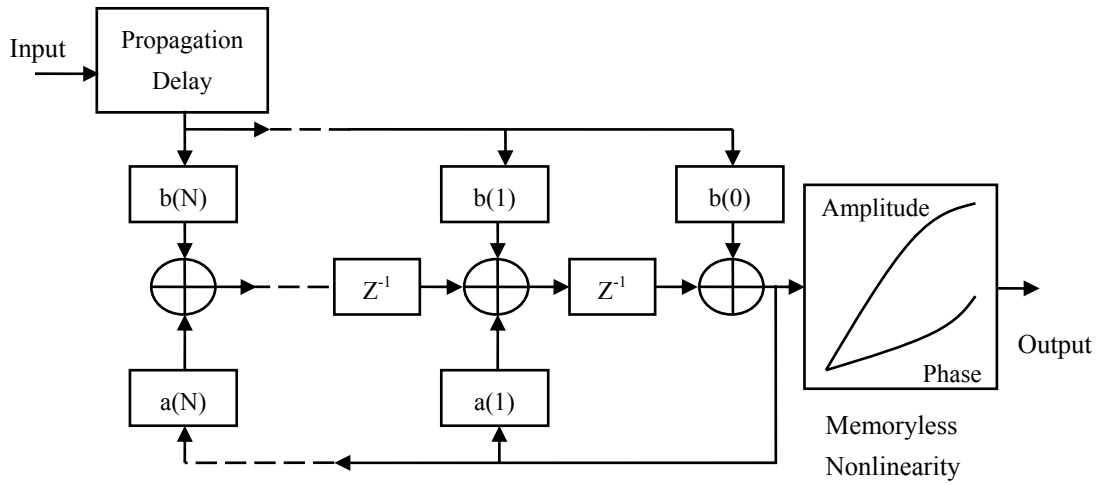 Input
Propagation
Delay
b(N)
b(1)
b(0)
Amplitude
Z⁻¹
Z⁻¹
Output
Phase
a(N)
a(1)
Memoryless
Nonlinearity